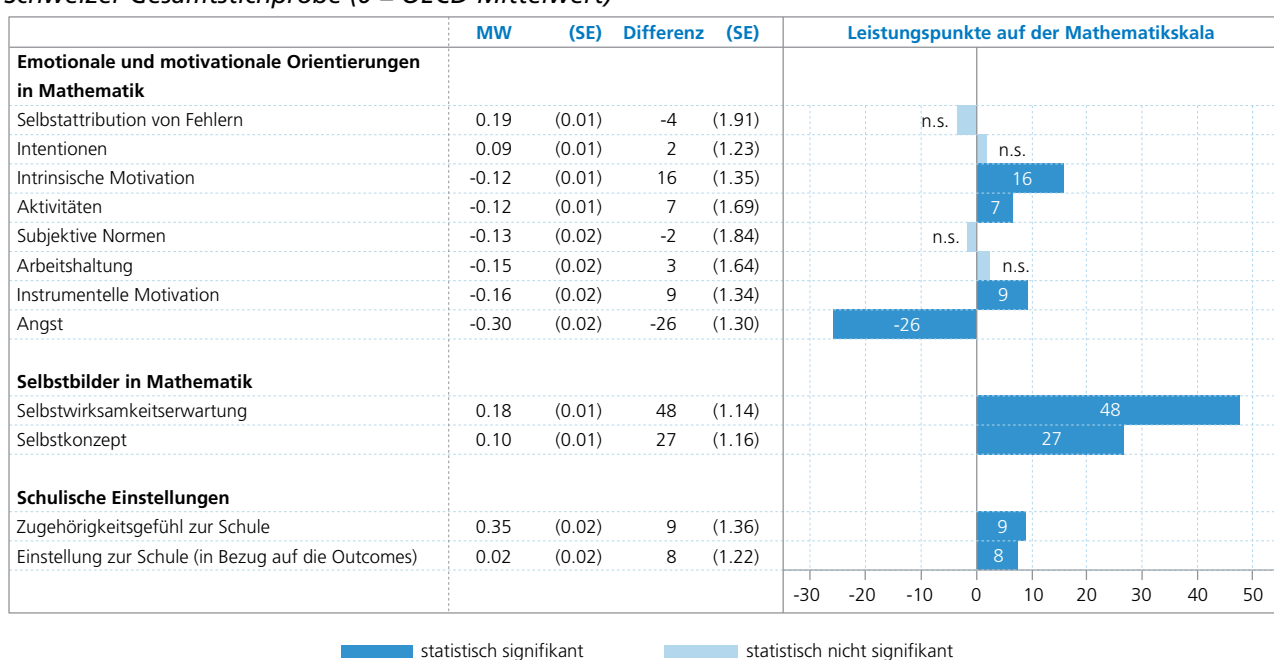 Schweizer Gesamtstichprobe (0 = OECD-Mittelwert)
MW (SE) Differenz (SE) Leistungspunkte auf der Mathematikskala
Emotionale und motivationale Orientierungen
in Mathematik
Selbstattribution von Fehlern 0.19 (0.01) -4 (1.91) n.s.
Intentionen 0.09 (0.01) 2 (1.23) n.s.
Intrinsische Motivation -0.12 (0.01) 16 (1.35) 16
Aktivitäten -0.12 (0.01) 7 (1.69) 7
Subjektive Normen -0.13 (0.02) -2 (1.84) n.s.
Arbeitshaltung -0.15 (0.02) 3 (1.64) n.s.
Instrumentelle Motivation -0.16 (0.02) 9 (1.34) 9
Angst -0.30 (0.02) -26 (1.30) -26
Selbstbilder in Mathematik
Selbstwirksamkeitserwartung 0.18 (0.01) 48 (1.14) 48
Selbstkonzept 0.10 (0.01) 27 (1.16) 27
Schulische Einstellungen
Zugehörigkeitsgefühl zur Schule 0.35 (0.02) 9 (1.36) 9
Einstellung zur Schule (in Bezug auf die Outcomes) 0.02 (0.02) 8 (1.22) 8
-30 -20 -10 0 10 20 30 40 50
statistisch signifikant statistisch nicht signifikant